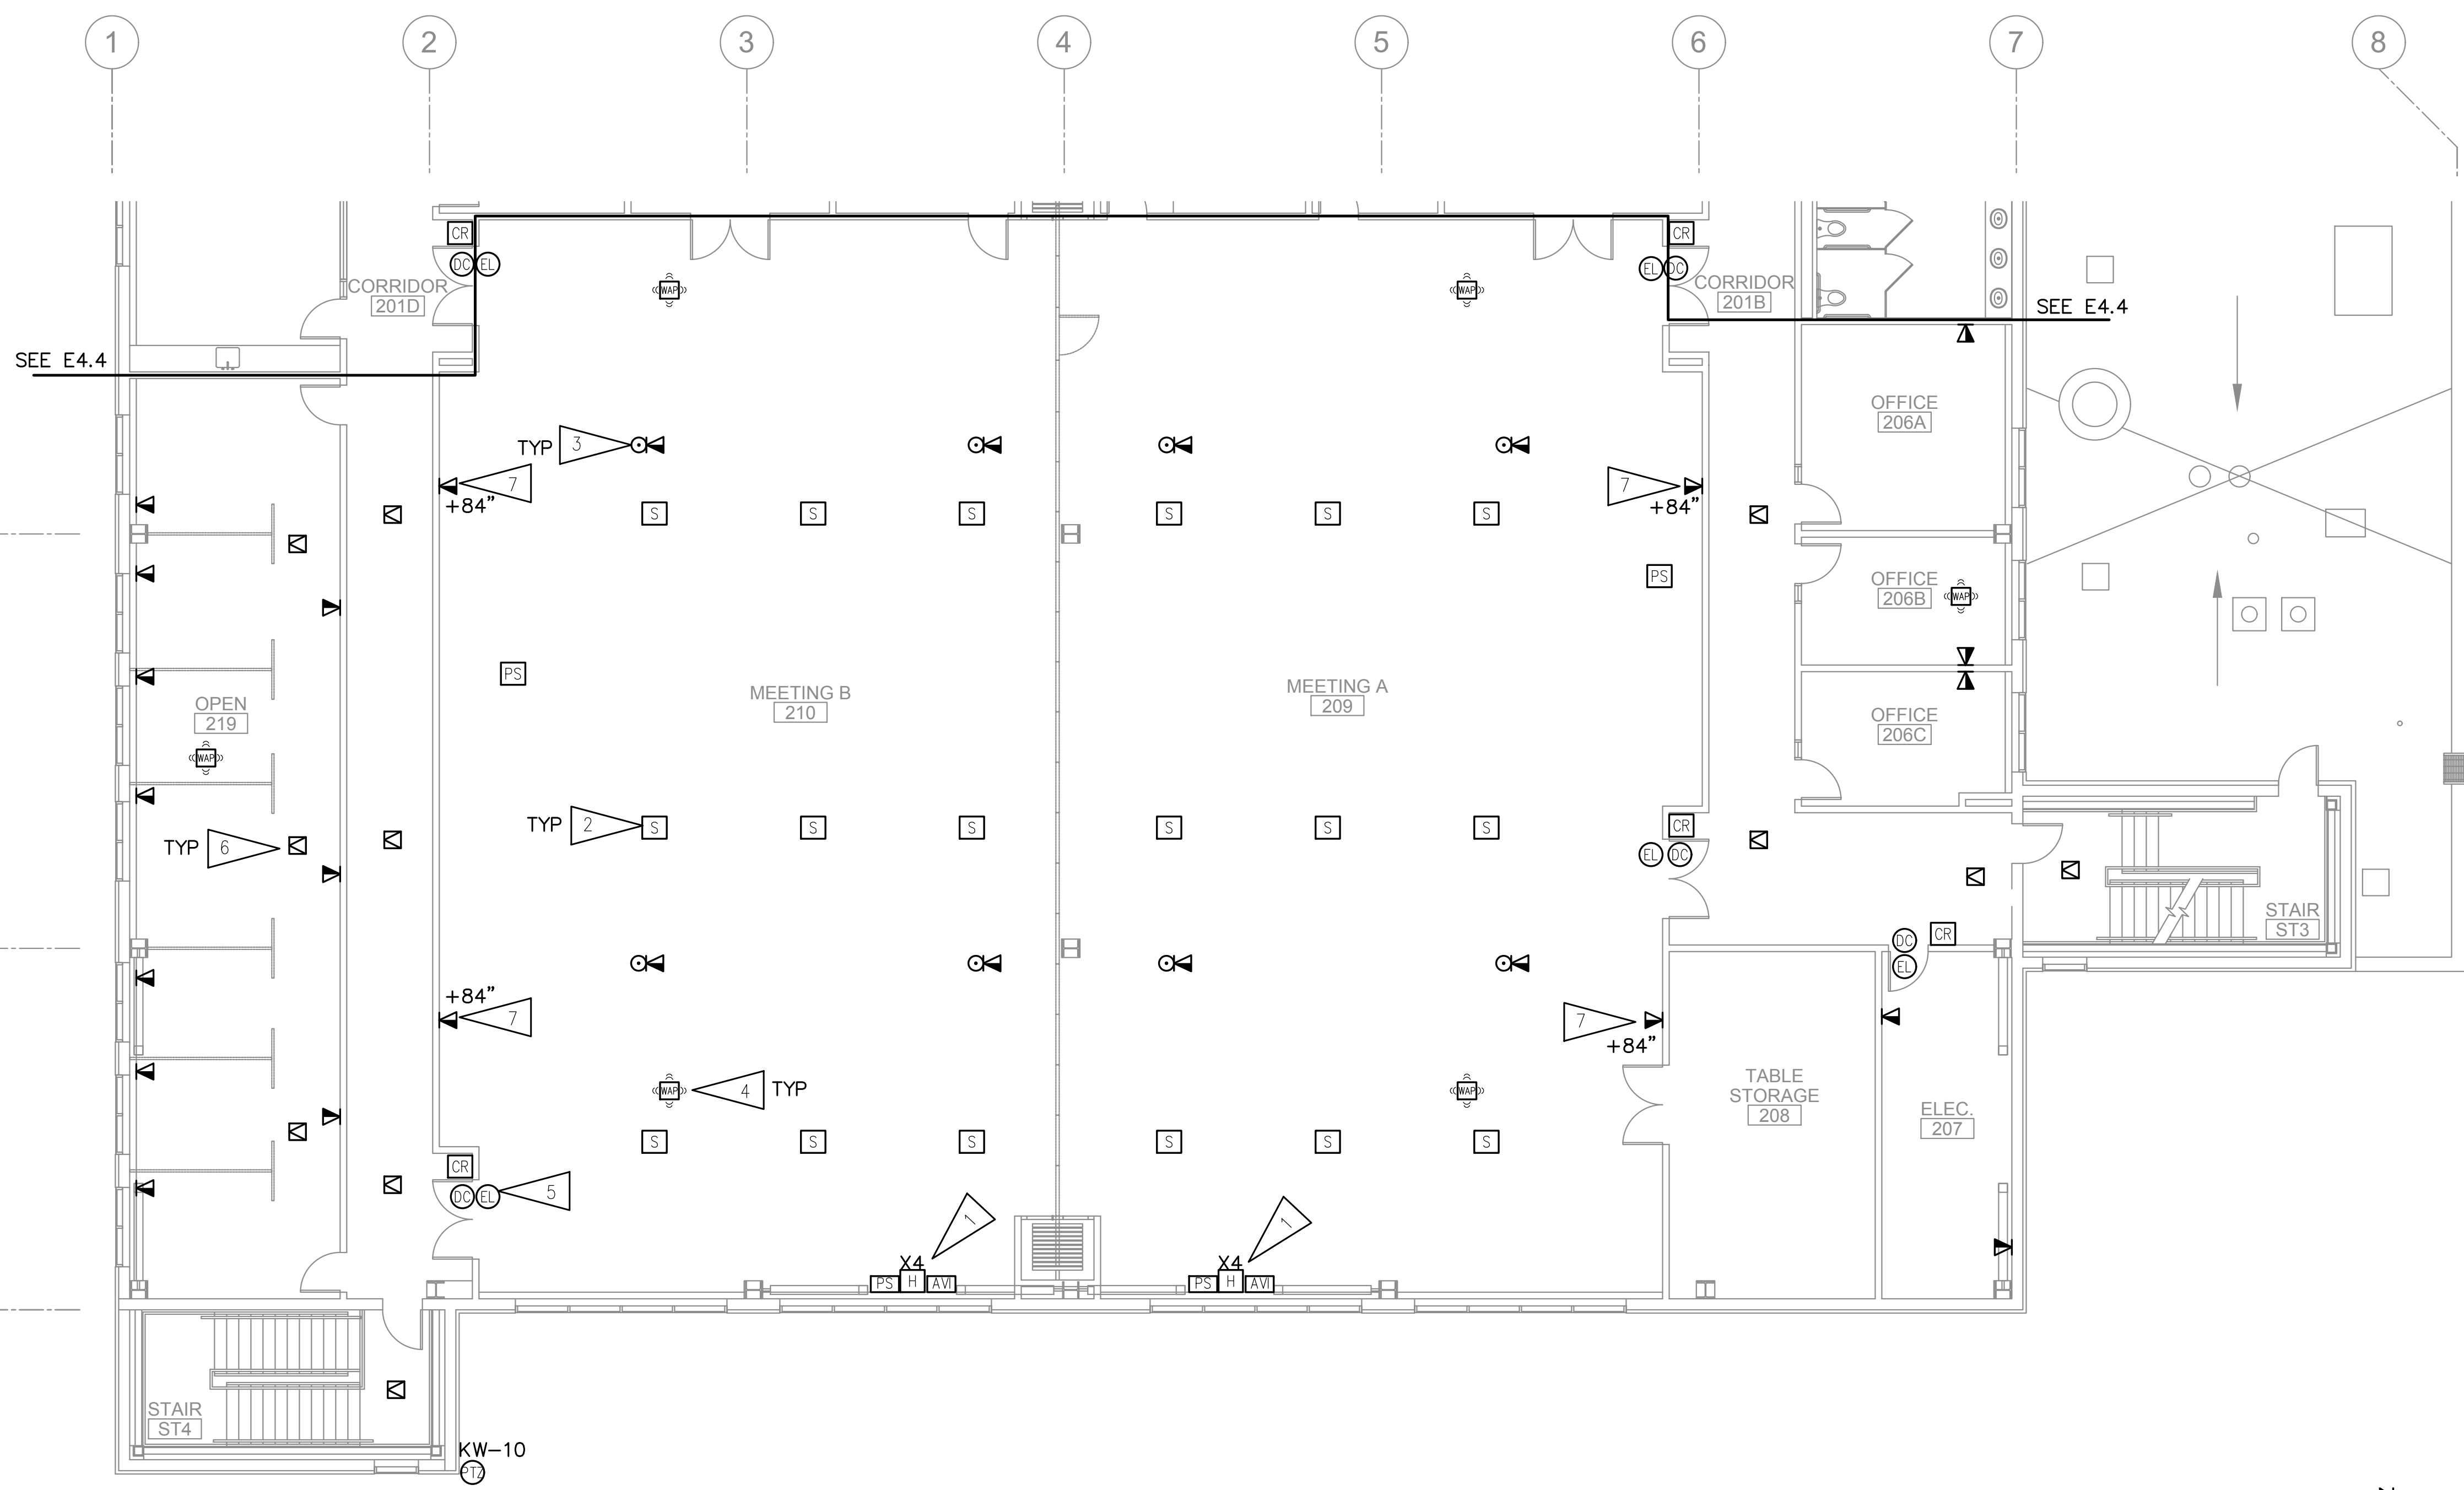 1 2 3 4 5 6 7 8
CR CR
DC EL EL DC
CORRIDOR
201D
WAP WAP
CORRIDOR
201B
SEE E4.4
SEE E4.4
OFFICE
206A
TYP 3
7 7
+84” +84”
S S S S S S
PS
OFFICE
206B
WAP
PS
MEETING B
210
MEETING A
209
OPEN
219
OFFICE
206C
WAP
TYP 6
TYP 2
S S S S S S
CR
EL DC
STAIR
ST3
DC CR
EL
+84”
7 7
+84”
WAP 4 TYP
WAP
TABLE
STORAGE
208
ELEC.
207
S S S S S S
CR
DC EL 5
1 1
X4 X4
PS H AVI PS H AVI
STAIR
ST4
KW-10
PTZ